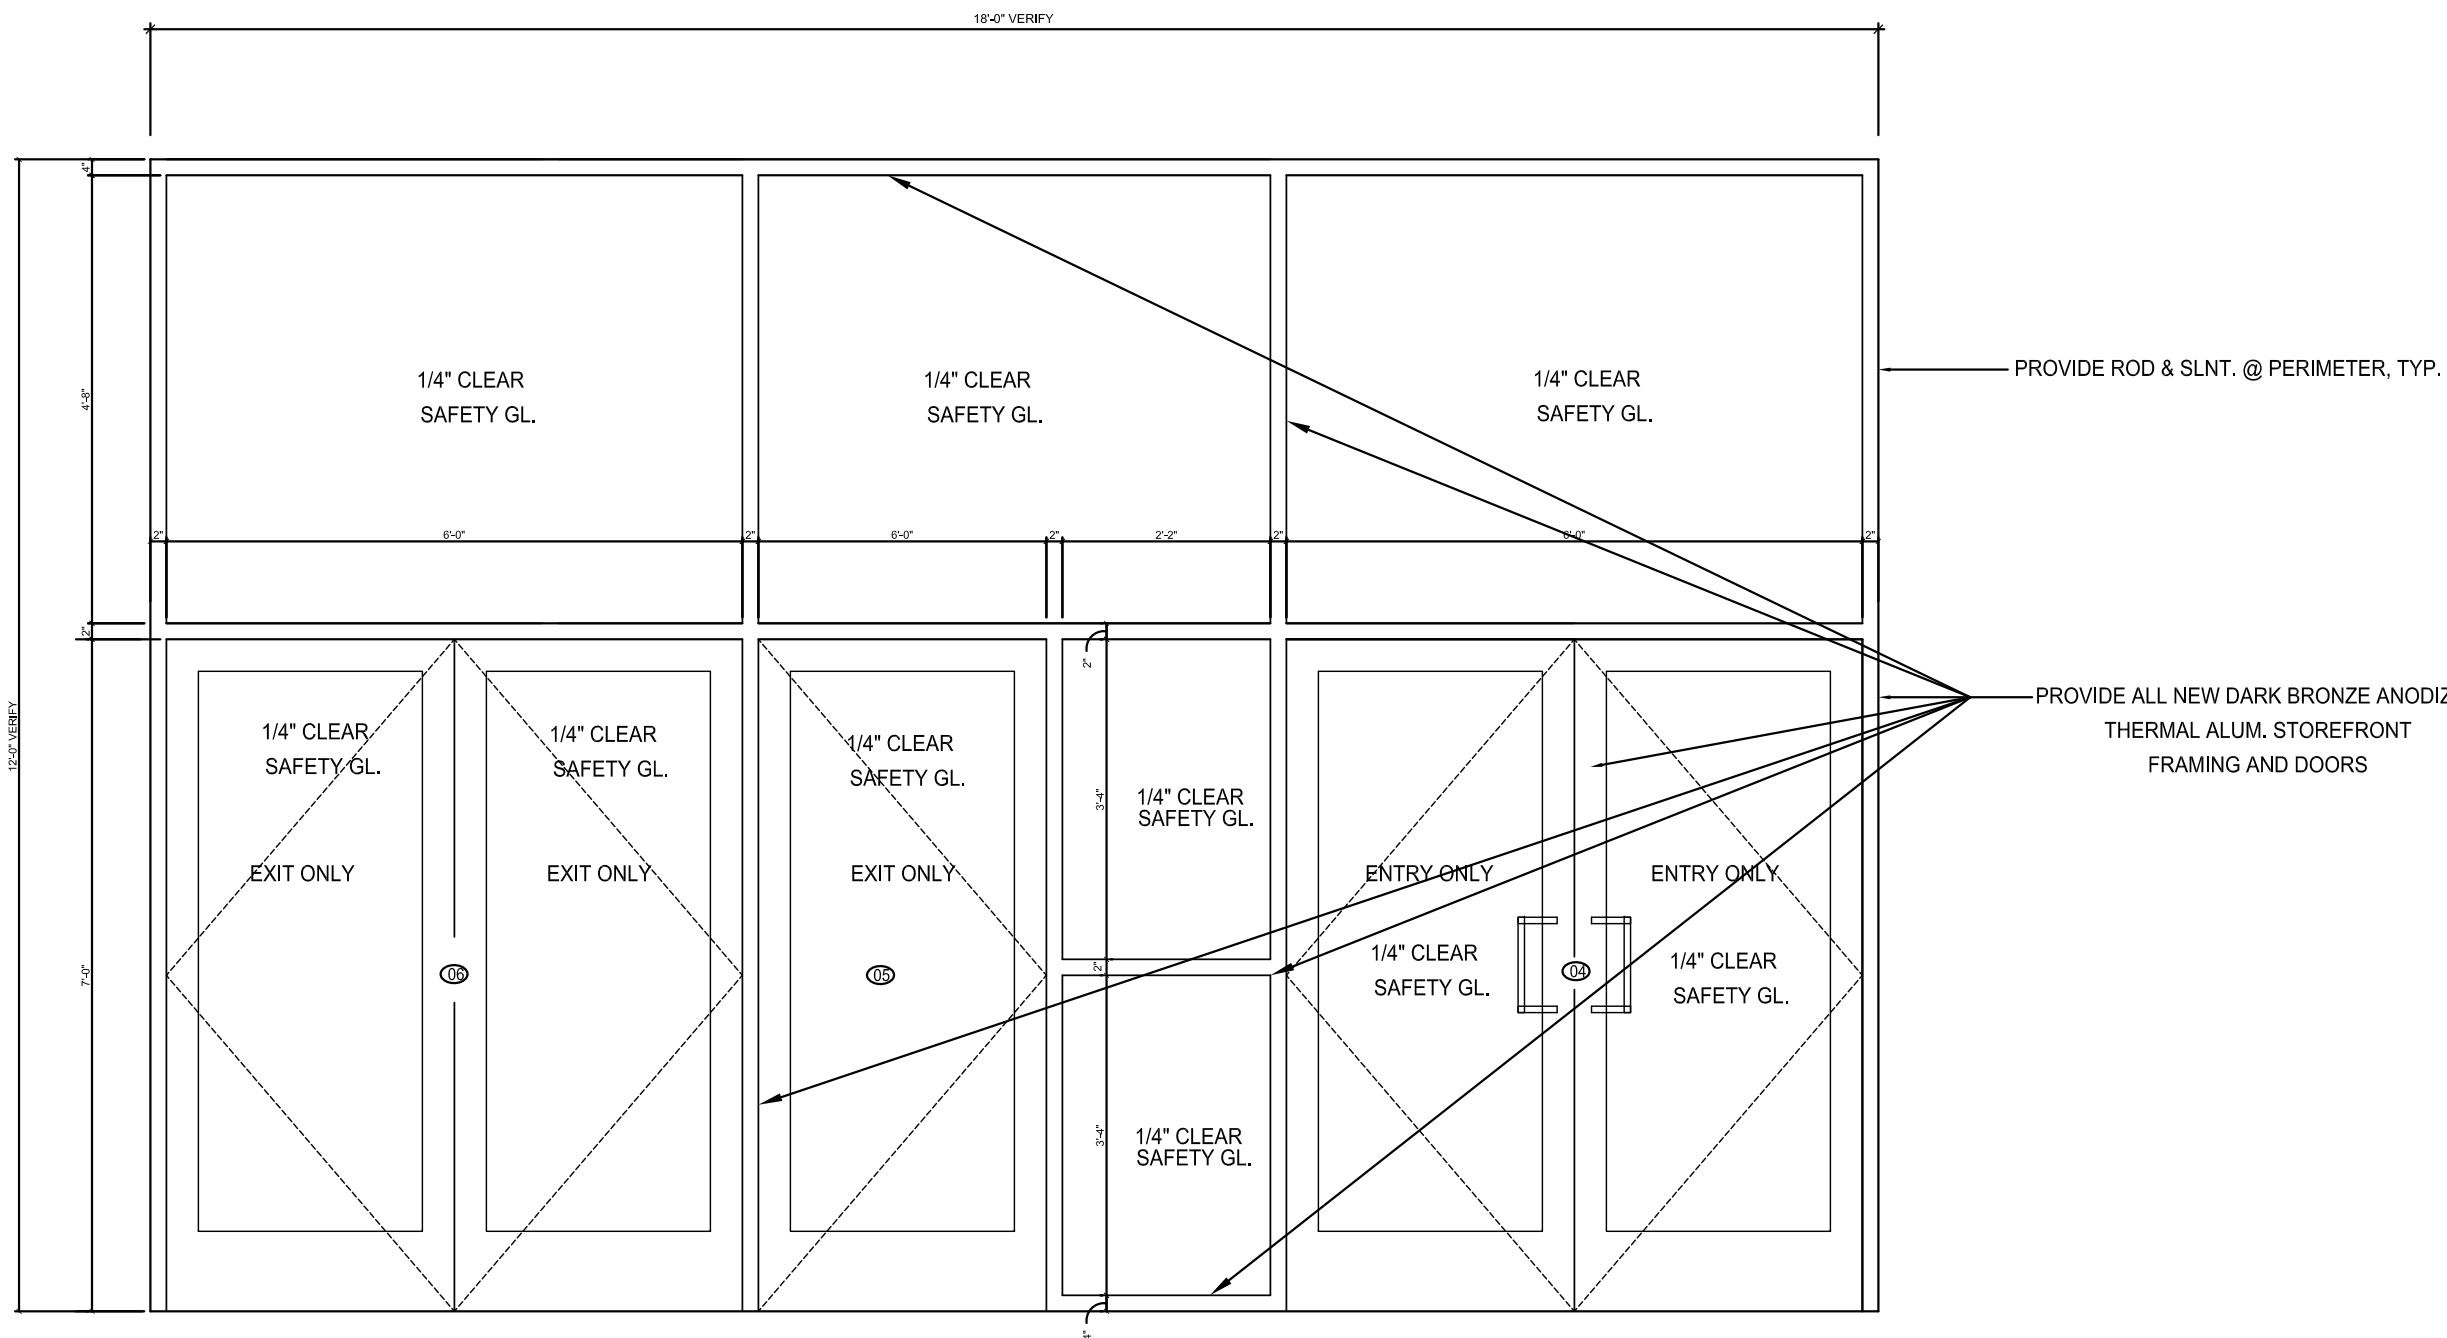 18'-0" VERIFY
4"
1/4" CLEAR
SAFETY GL.
1/4" CLEAR
SAFETY GL.
1/4" CLEAR
SAFETY GL.
PROVIDE ROD & SLNT. @ PERIMETER, TYP.
4'-8"
2"
6'-0"
2"
6'-0"
2"
2'-2"
2"
6'-0"
2"
2"
2"
12'-0" VERIFY
PROVIDE ALL NEW DARK BRONZE ANODIZ
THERMAL ALUM. STOREFRONT
FRAMING AND DOORS
1/4" CLEAR
SAFETY GL.
1/4" CLEAR
SAFETY GL.
1/4" CLEAR
SAFETY GL.
3'-4"
1/4" CLEAR
SAFETY GL.
EXIT ONLY
EXIT ONLY
EXIT ONLY
ENTRY ONLY
ENTRY ONLY
7'-0"
06
05
2"
1/4" CLEAR
SAFETY GL.
04
1/4" CLEAR
SAFETY GL.
3'-4"
1/4" CLEAR
SAFETY GL.